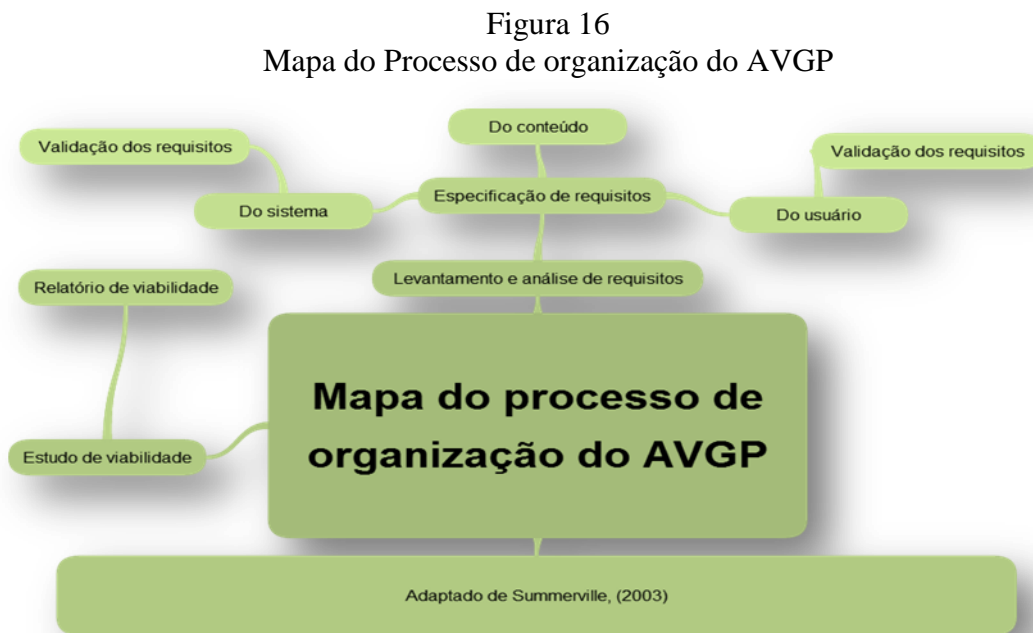 Figura 16
Mapa do Processo de organização do AVGP
Do conteúdo
Validação dos requisitos
Validação dos requisitos
Especificação de requisitos
Do sistema
Do usuário
Levantamento e análise de requisitos
Relatório de viabilidade
Mapa do processo de
organização do AVGP
Estudo de viabilidade
Adaptado de Summerville, (2003)